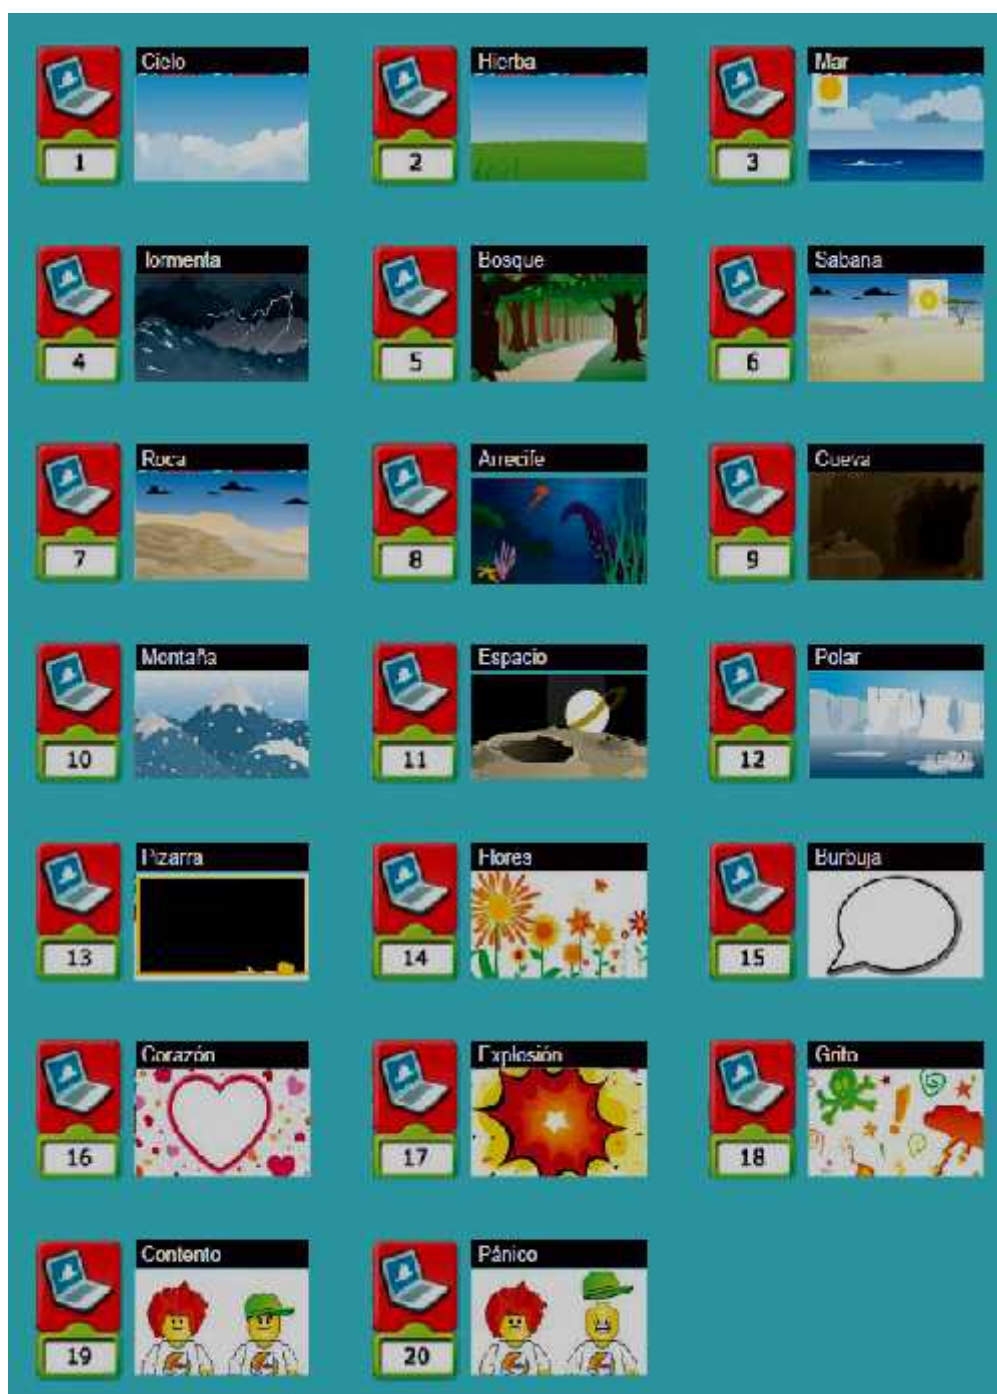 Cielo
1
Hierba
2
Mar
3
Tormenta
4
Bosque
5
Sabana
6
Roca
7
Arrecife
8
Cueva
9
Montaña
10
Espacio
11
Polar
12
Pizarra
13
Flores
14
Burbuja
15
Corazón
16
Explosión
17
Grito
18
Contento
19
Pánico
20